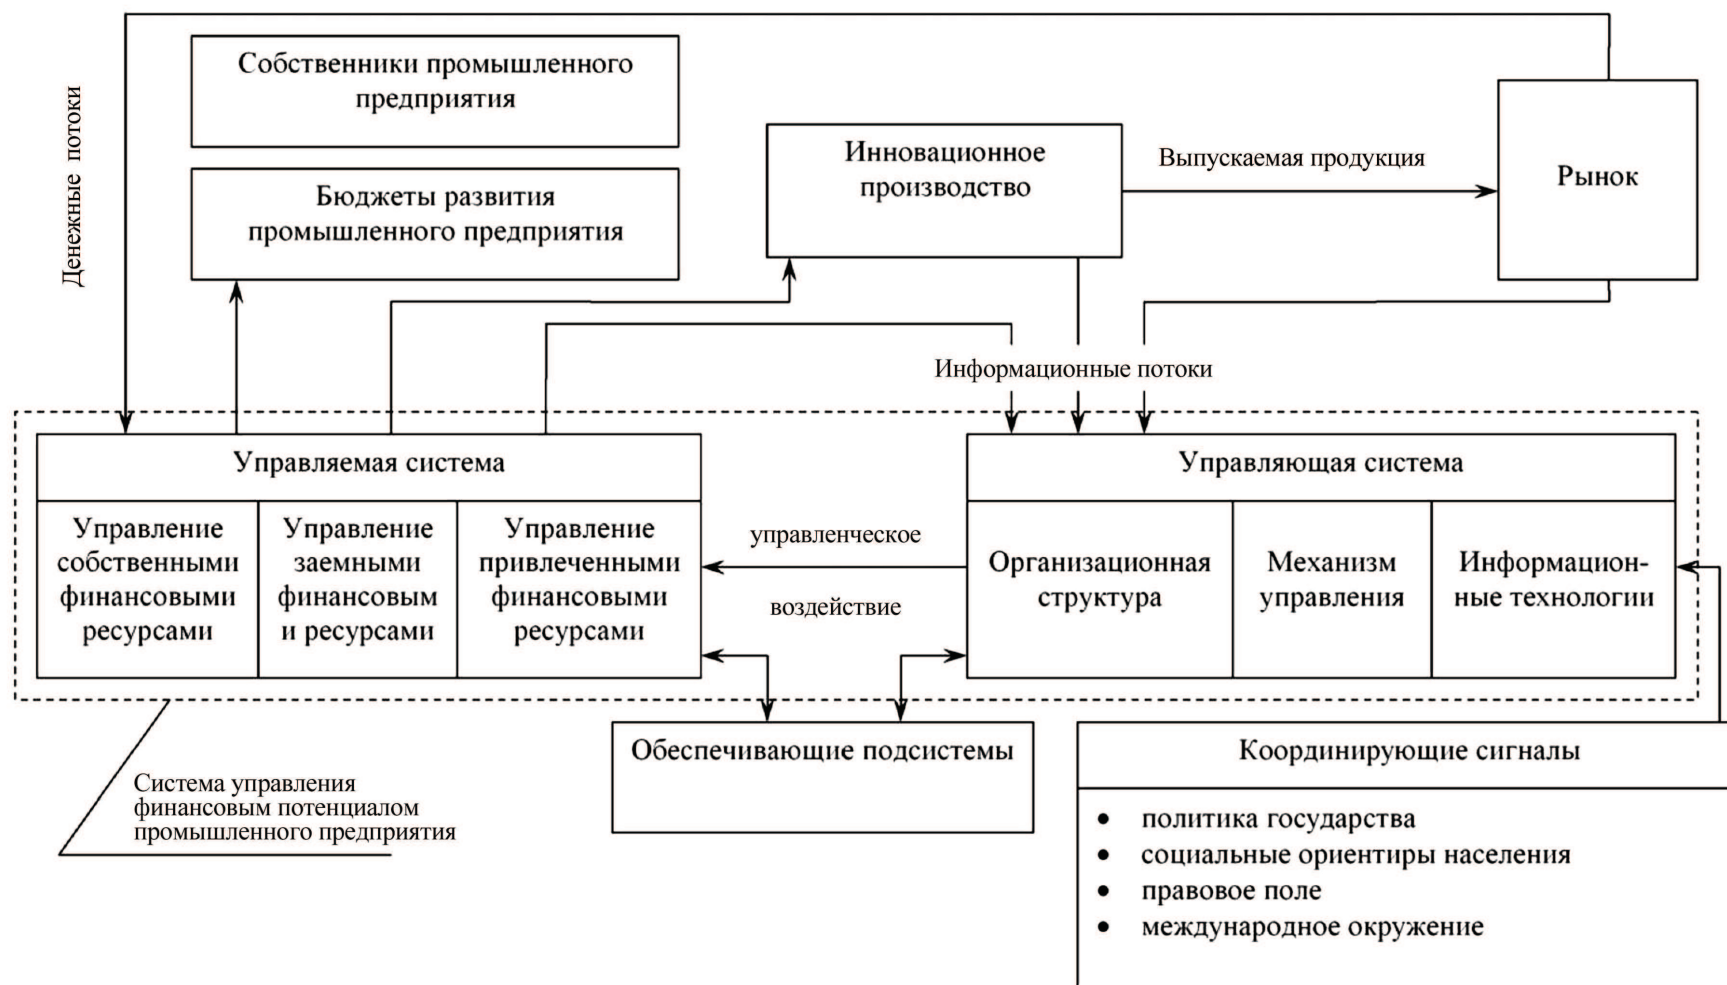 Денежные потоки
Собственники промышленного
предприятия
Бюджеты развития
промышленного предприятия
Инновационное
производство
Выпускаемая продукция
Рынок
Информационные потоки
Управляемая система
Управление
собственными
финансовыми
ресурсами
Управление
заемными
финансовым
и ресурсами
Управление
привлеченными
финансовыми
ресурсами
управленческое
воздействие
Управляющая система
Организационная
структура
Механизм
управления
Информацион-
ные технологии
Система управления
финансовым потенциалом
промышленного предприятия
Обеспечивающие подсистемы
Координирующие сигналы
• политика государства
• социальные ориентиры населения
• правовое поле
• международное окружение